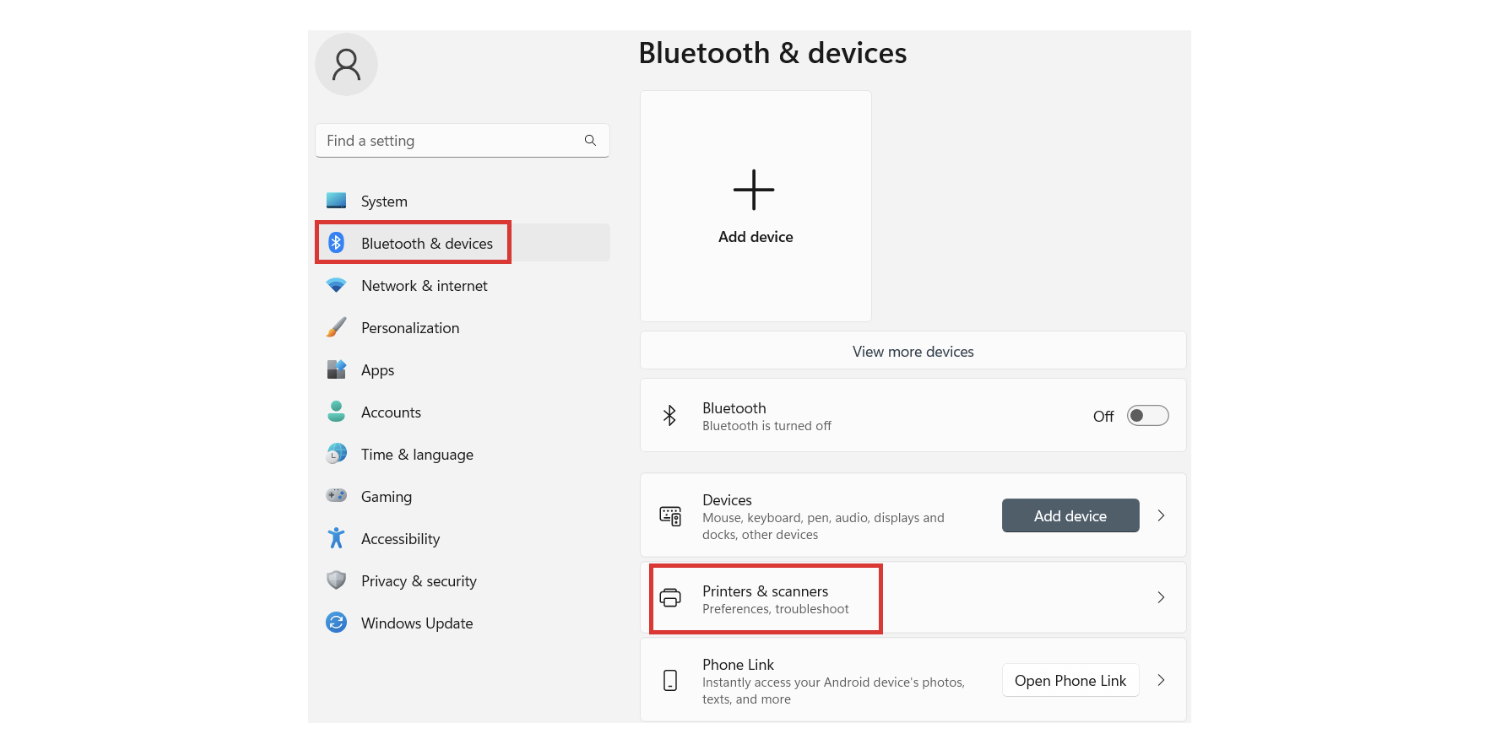 Find a setting
System
Bluetooth & devices
Network & internet
Personalization
Apps
Accounts
Time & language
Gaming
Accessibility
Privacy & security
Windows Update
Bluetooth & devices
Add device
View more devices
Bluetooth
Bluetooth is turned off
Off
Devices
Mouse, keyboard, pen, audio, displays and
docks, other devices
Add device
Printers & scanners
Preferences, troubleshoot
Phone Link
Instantly access your Android device's photos,
texts, and more
Open Phone Link